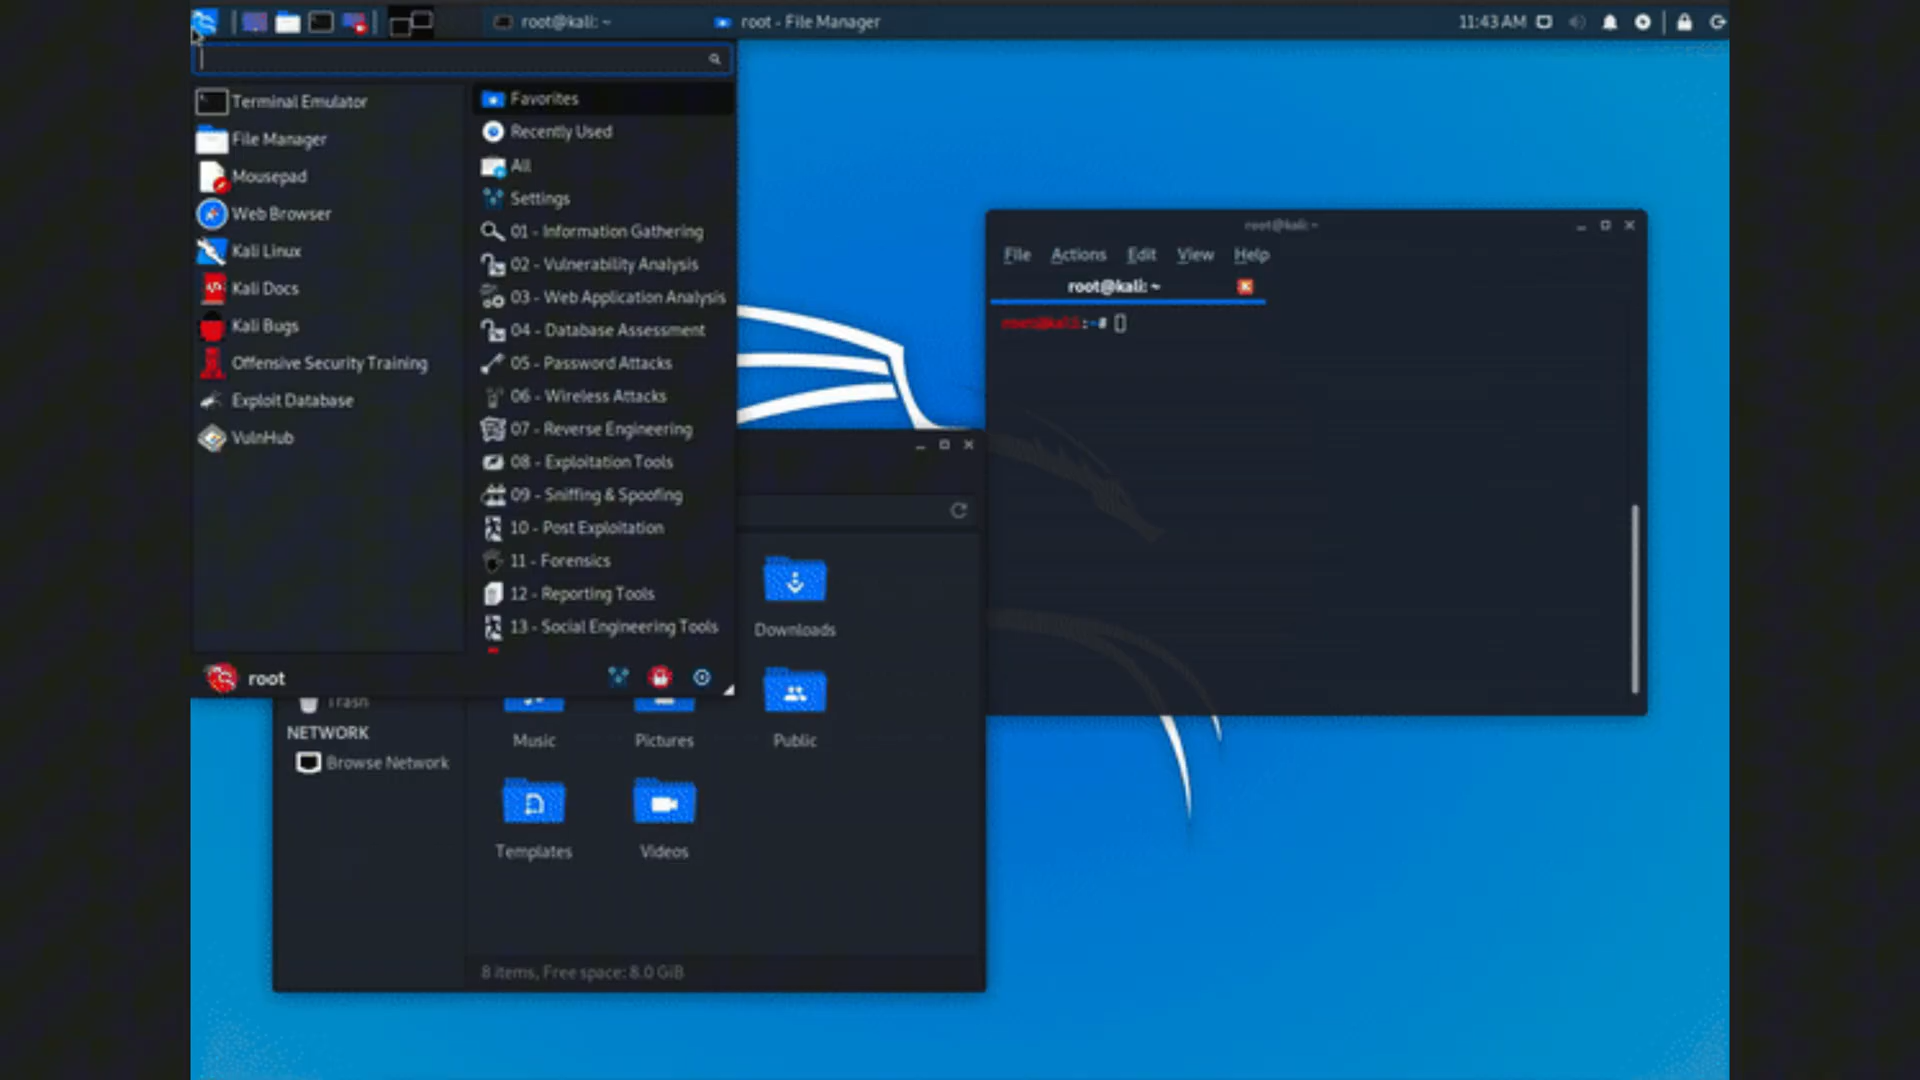 root@kali: ~
root - File Manager
11:43 AM
Terminal Emulator
File Manager
Mousepad
Web Browser
Kali Linux
Kali Docs
Kali Bugs
Offensive Security Training
Exploit Database
VulnHub
Favorites
Recently Used
All
Settings
01 - Information Gathering
02 - Vulnerability Analysis
03 - Web Application Analysis
04 - Database Assessment
05 - Password Attacks
06 - Wireless Attacks
07 - Reverse Engineering
08 - Exploitation Tools
09 - Sniffing & Spoofing
10 - Post Exploitation
11 - Forensics
12 - Reporting Tools
13 - Social Engineering Tools
root
root@kali: ~
File Actions Edit View Help
root@kali: ~
root@kali:~#
Downloads
Trash
NETWORK
Browse Network
Music
Pictures
Public
Templates
Videos
8 items, Free space: 8.0 GiB